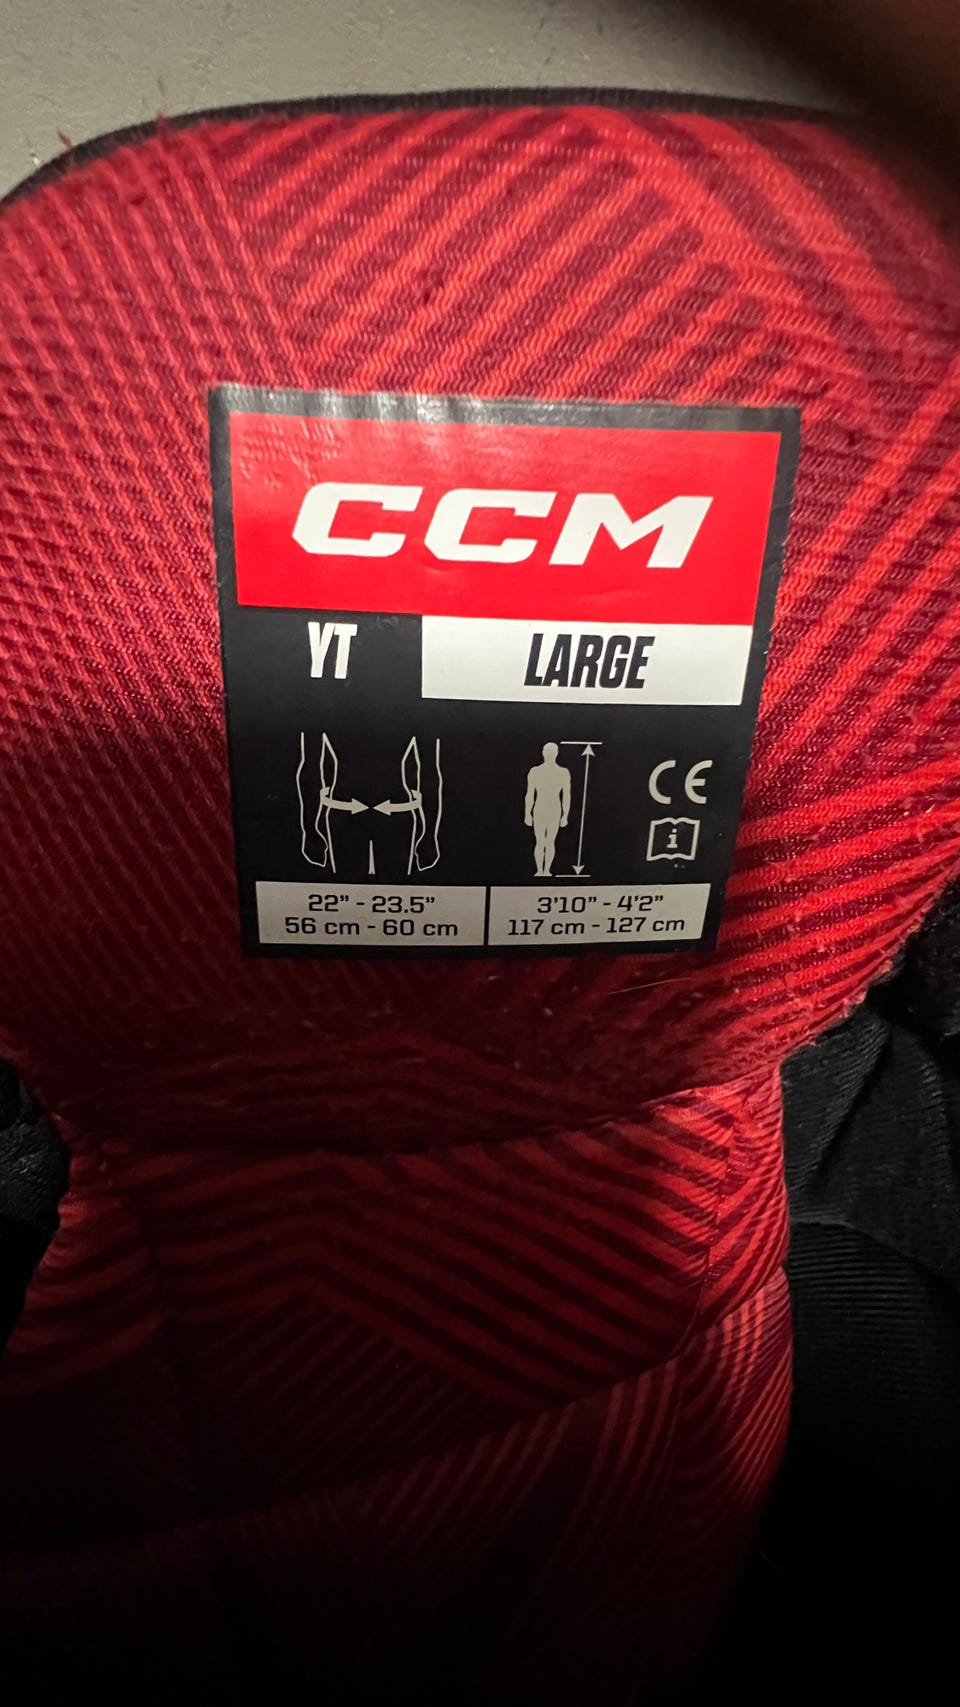 CCM
YT LARGE
CE
i
22” - 23.5” 3'10” - 4'2”
56 cm - 60 cm 117 cm - 127 cm